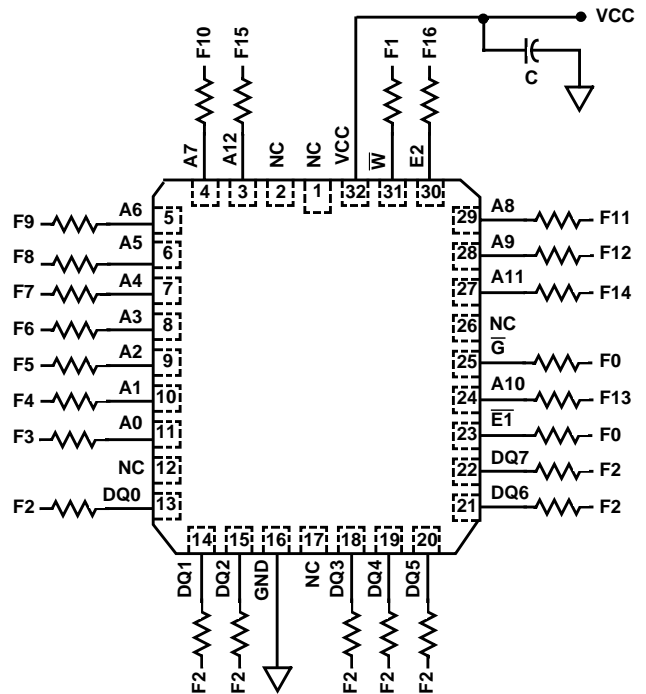 VCC
C
F10
F15
F1
F16
A7
A12
NC
NC
VCC
W
E2
4
3
2
1
32
31
30
F9
A6
5
F8
A5
6
F7
A4
7
F6
A3
8
F5
A2
9
F4
A1
10
F3
A0
11
NC
12
F2
DQ0
13
29
A8
F11
28
A9
F12
27
A11
F14
26
NC
25
G
F0
24
A10
F13
23
E1
F0
22
DQ7
F2
21
DQ6
F2
14
15
16
17
18
19
20
DQ1
DQ2
GND
NC
DQ3
DQ4
DQ5
F2
F2
F2
F2
F2